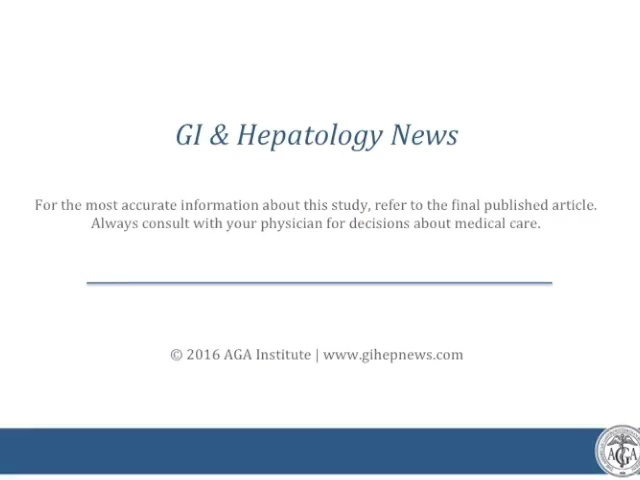 GI & Hepatology News
For the most accurate information about this study, refer to the final published article.
Always consult with your physician for decisions about medical care.
© 2016 AGA Institute | www.gihepnews.com
AGA